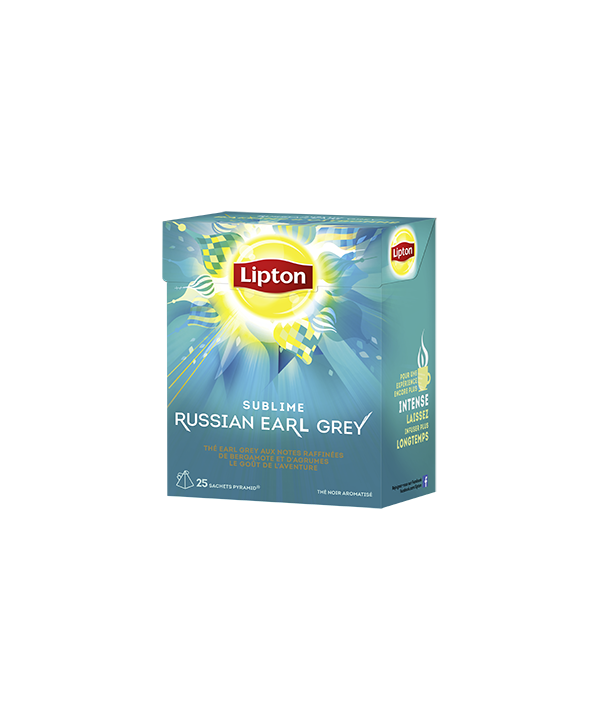 Lipton
SUBLIME
RUSSIAN EARL GREY
THÉ EARL GREY AUX NOTES RAFFINÉES
DE BERGAMOTE ET D'AGRUMES
LE GOÛT DE L'AVENTURE
25 SACHETS PYRAMID®
THÉ NOIR AROMATISÉ
Lipton
POUR UNE
EXPÉRIENCE
ENCORE PLUS
INTENSE
LAISSEZ
INFUSER PLUS
LONGTEMPS